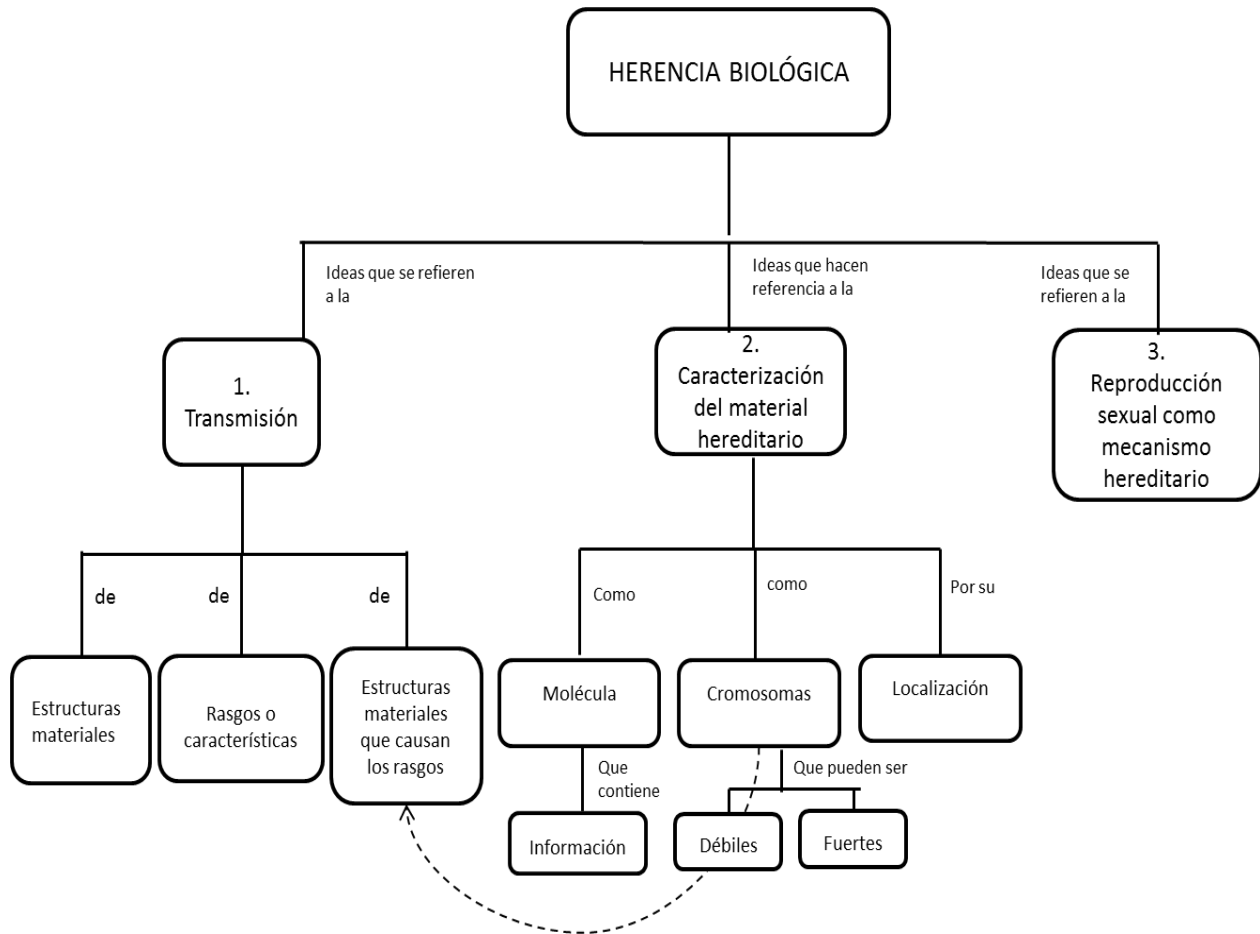 HERENCIA BIOLÓGICA
Ideas que se refieren
a la
Ideas que hacen
referencia a la
Ideas que se
refieren a la
1.
Transmisión
2.
Caracterización
del material
hereditario
3.
Reproducción
sexual como
mecanismo
hereditario
de
de
de
Como
como
Por su
Estructuras
materiales
Rasgos o
características
Estructuras
materiales
que causan
los rasgos
Molécula
Cromosomas
Localización
Que
contiene
Que pueden ser
Información
Débiles
Fuertes